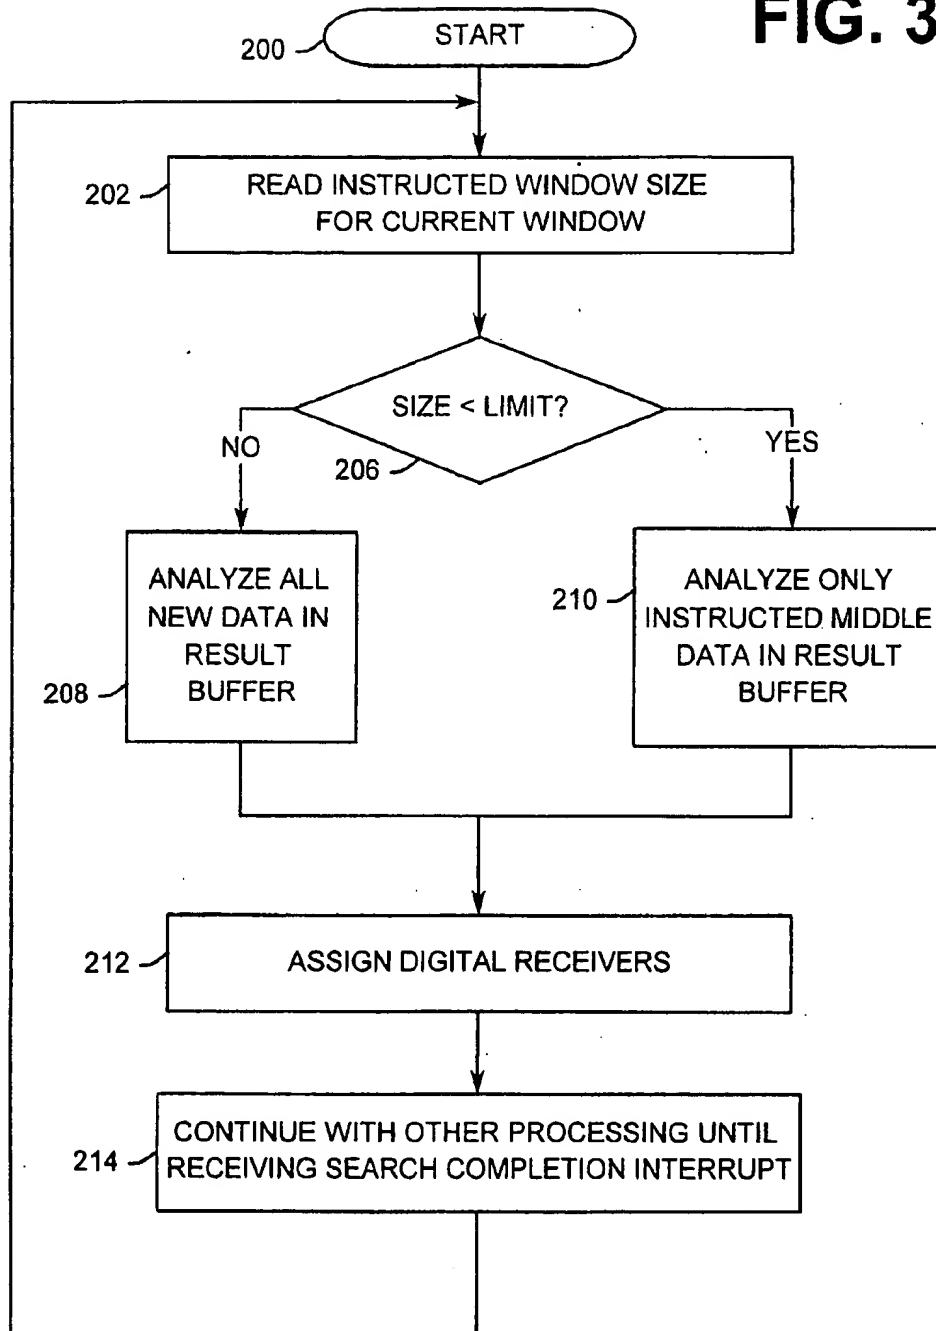 FIG. 3
200
START
202
READ INSTRUCTED WINDOW SIZE
FOR CURRENT WINDOW
SIZE < LIMIT?
NO
YES
206
ANALYZE ALL
NEW DATA IN
RESULT
BUFFER
208
210
ANALYZE ONLY
INSTRUCTED MIDDLE
DATA IN RESULT
BUFFER
212
ASSIGN DIGITAL RECEIVERS
214
CONTINUE WITH OTHER PROCESSING UNTIL
RECEIVING SEARCH COMPLETION INTERRUPT